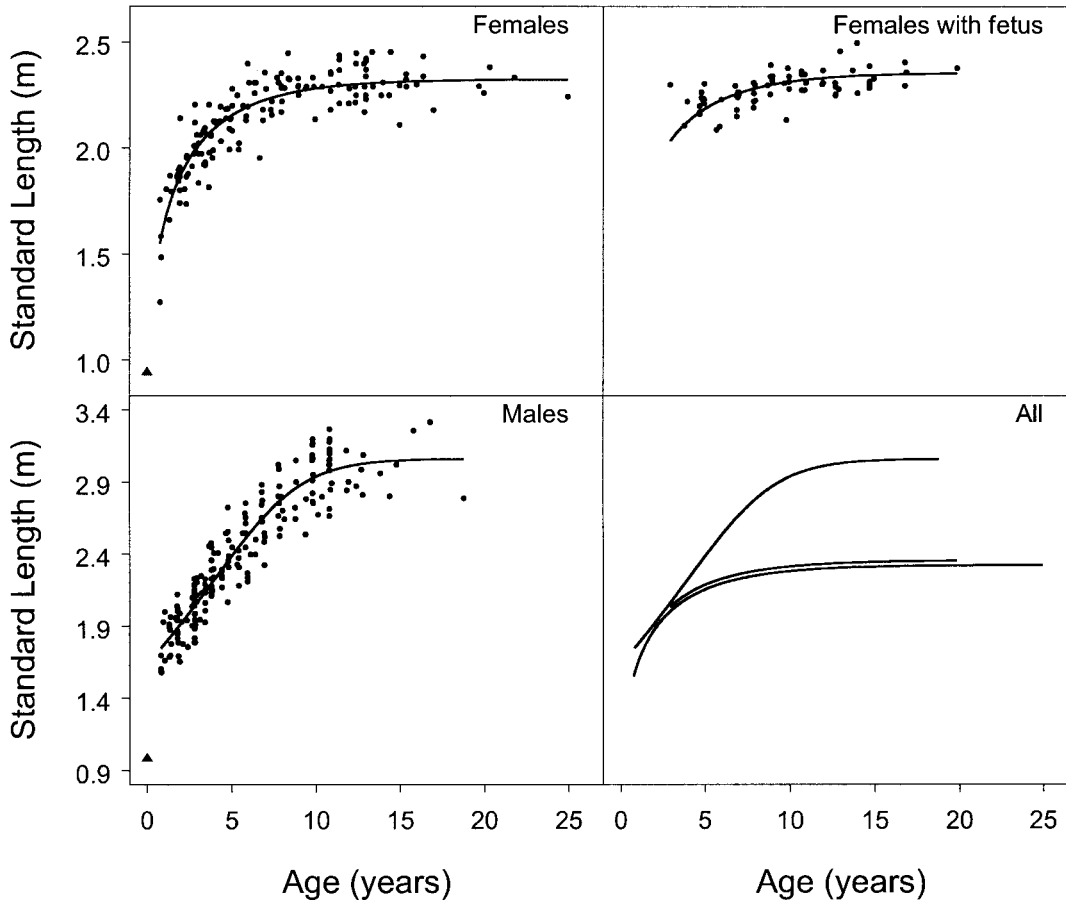 Females
Females with fetus
Standard Length (m)
2.5
2.0
1.5
1.0
Males
All
Standard Length (m)
3.4
2.9
2.4
1.9
1.4
0.9
0 5 10 15 20 25
0 5 10 15 20 25
Age (years)
Age (years)